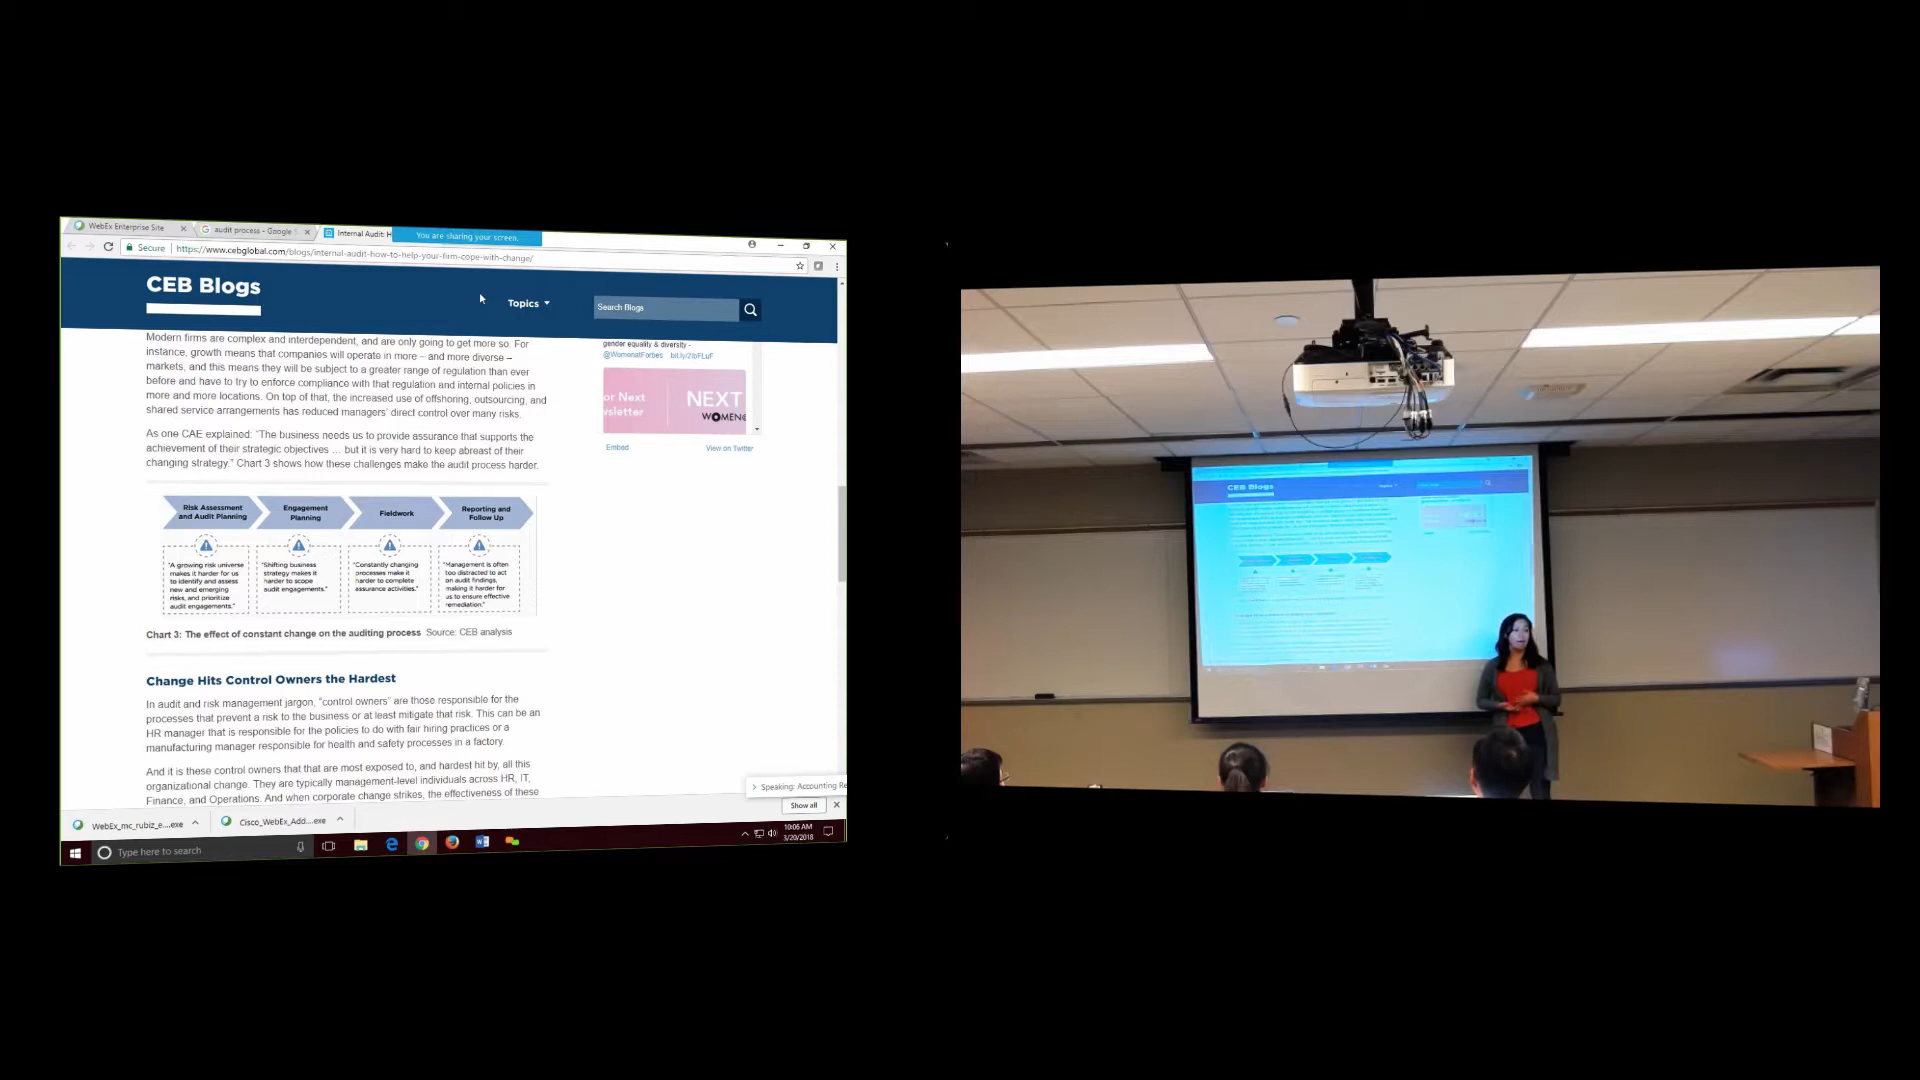 WebEx Enterprise Site
audit process - Google S
Internal Audit: H
You are sharing your screen.
Secure
https://www.cebglobal.com/blogs/internal-audit-how-to-help-your-firm-cope-with-change/
CEB Blogs
Topics
Search Blogs
Modern firms are complex and interdependent, and are only going to get more so. For
instance, growth means that companies will operate in more – and more diverse –
markets, and this means they will be subject to a greater range of regulation than ever
before and have to try to enforce compliance with that regulation and internal policies in
more and more locations. On top of that, the increased use of offshoring, outsourcing, and
shared service arrangements has reduced managers' direct control over many risks.
As one CAE explained: "The business needs us to provide assurance that supports the
achievement of their strategic objectives ... but it is very hard to keep abreast of their
changing strategy." Chart 3 shows how these challenges make the audit process harder.
gender equality & diversity -
@WomenatForbes
or Next
wsletter
NEXT
WOMEN
Embed
View on Twitter
Risk Assessment
and Audit Planning
Engagement
Planning
Fieldwork
Reporting and
Follow Up
"A growing risk universe
makes it harder for us
to identify and assess
new and emerging
risks, and prioritize
audit engagements."
"Shifting business
strategy makes it
harder to scope
audit engagements."
"Constantly changing
processes make it
harder to complete
assurance activities."
"Management is often
too distracted to act
on audit findings,
making it harder for
us to ensure effective
remediation."
Chart 3: The effect of constant change on the auditing process Source: CEB analysis
Change Hits Control Owners the Hardest
In audit and risk management jargon, "control owners" are those responsible for the
processes that prevent a risk to the business or at least mitigate that risk. This can be an
HR manager that is responsible for the policies to do with fair hiring practices or a
manufacturing manager responsible for health and safety processes in a factory.
And it is these control owners that that are most exposed to, and hardest hit by, all this
organizational change. They are typically management-level individuals across HR, IT,
Finance, and Operations. And when corporate change strikes, the effectiveness of these
Speaking: Accounting Re
Show all
WebEx_mc_rubiz_e....exe
Cisco_WebEx_Add....exe
Type here to search
10:06 AM
3/20/2018
CEB Blogs